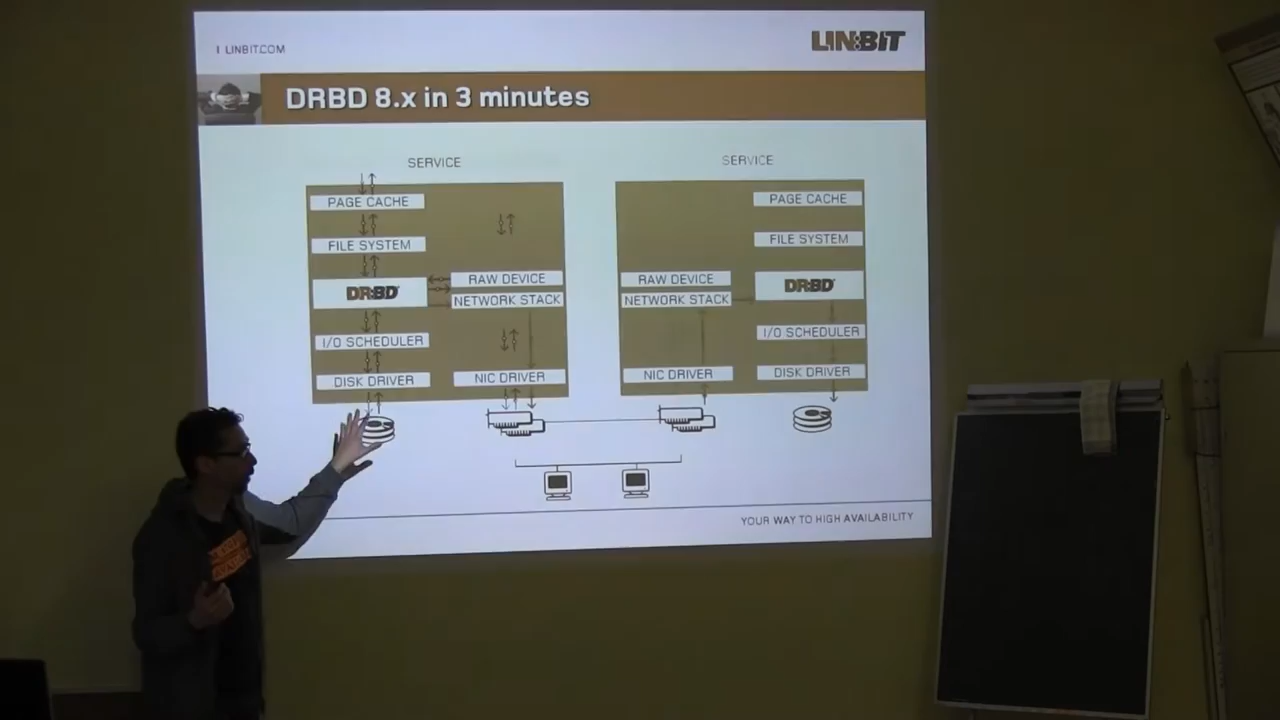 LINBIT.COM
LINBIT
DRBD 8.x in 3 minutes
SERVICE
PAGE CACHE
FILE SYSTEM
DRBD
RAW DEVICE
NETWORK STACK
I/O SCHEDULER
DISK DRIVER
NIC DRIVER
SERVICE
PAGE CACHE
FILE SYSTEM
RAW DEVICE
NETWORK STACK
DRBD
I/O SCHEDULER
NIC DRIVER
DISK DRIVER
YOUR WAY TO HIGH AVAILABILITY